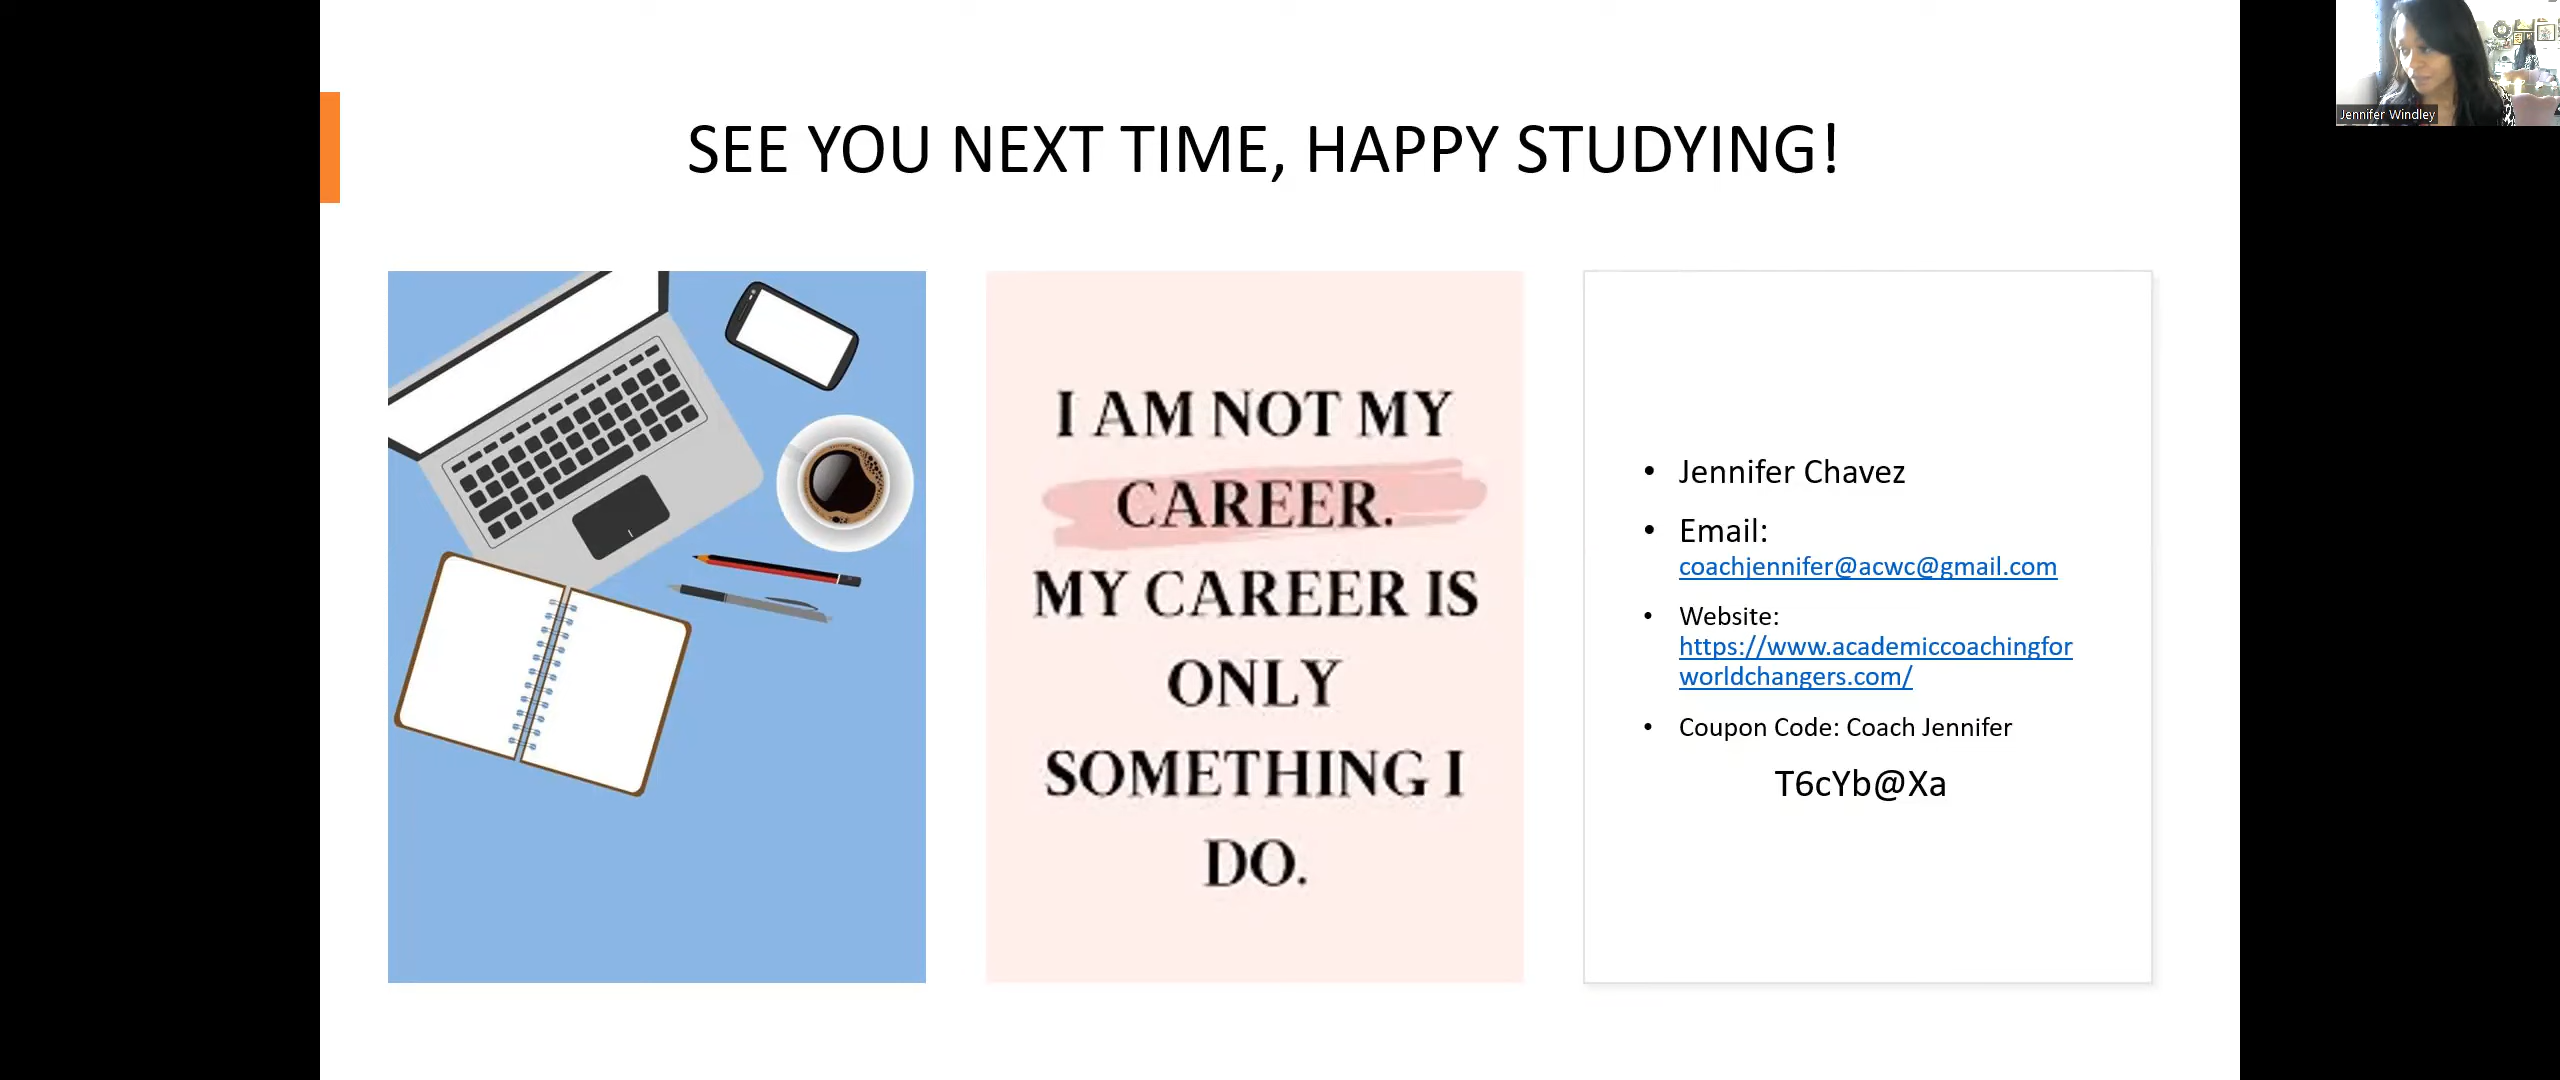 SEE YOU NEXT TIME, HAPPY STUDYING!
I AM NOT MY
CAREER.
MY CAREER IS
ONLY
SOMETHING I
DO.
• Jennifer Chavez
• Email:
coachjennifer@acwc@gmail.com
• Website:
https://www.academiccoachingfor
worldchangers.com/
• Coupon Code: Coach Jennifer
T6cYb@Xa
Jennifer Windley